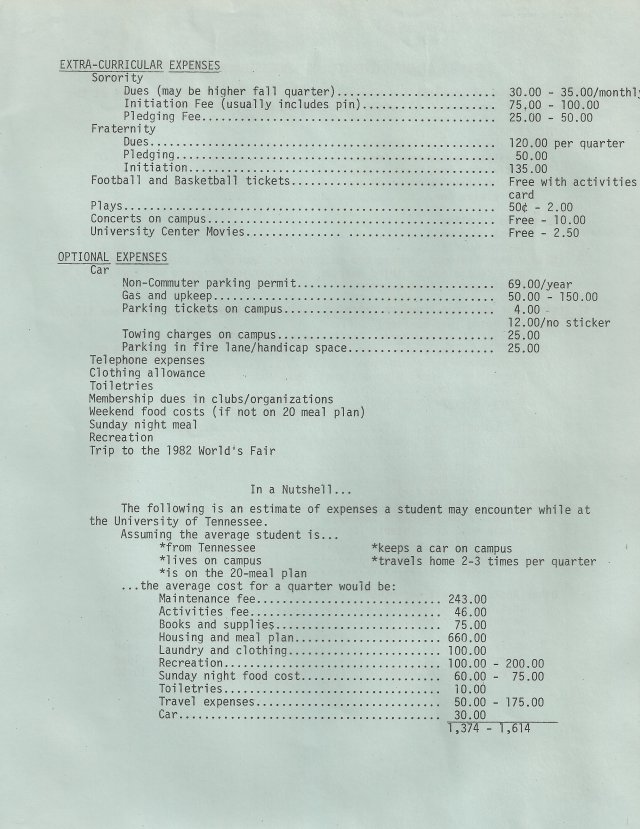 EXTRA-CURRICULAR EXPENSES
Sorority
Dues (may be higher fall quarter)......................... 30.00 - 35.00/monthly
Initiation Fee (usually includes pin)..................... 75.00 - 100.00
Pledging Fee.............................................. 25.00 - 50.00
Fraternity
Dues...................................................... 120.00 per quarter
Pledging.................................................. 50.00
Initiation................................................ 135.00
Football and Basketball tickets................................ Free with activities
card
Plays.......................................................... 50¢ - 2.00
Concerts on campus............................................. Free - 10.00
University Center Movies............... ....................... Free - 2.50
OPTIONAL EXPENSES
Car
Non-Commuter parking permit............................... 69.00/year
Gas and upkeep............................................ 50.00 - 150.00
Parking tickets on campus................................. 4.00
12.00/no sticker
Towing charges on campus.................................. 25.00
Parking in fire lane/handicap space....................... 25.00
Telephone expenses
Clothing allowance
Toiletries
Membership dues in clubs/organizations
Weekend food costs (if not on 20 meal plan)
Sunday night meal
Recreation
Trip to the 1982 World's Fair
In a Nutshell...
The following is an estimate of expenses a student may encounter while at
the University of Tennessee.
Assuming the average student is...
*from Tennessee *keeps a car on campus
*lives on campus *travels home 2-3 times per quarter
*is on the 20-meal plan
...the average cost for a quarter would be:
Maintenance fee............................. 243.00
Activities fee.............................. 46.00
Books and supplies.......................... 75.00
Housing and meal plan....................... 660.00
Laundry and clothing........................ 100.00
Recreation.................................. 100.00 - 200.00
Sunday night food cost...................... 60.00 - 75.00
Toiletries.................................. 10.00
Travel expenses............................. 50.00 - 175.00
Car......................................... 30.00
1,374 - 1,614